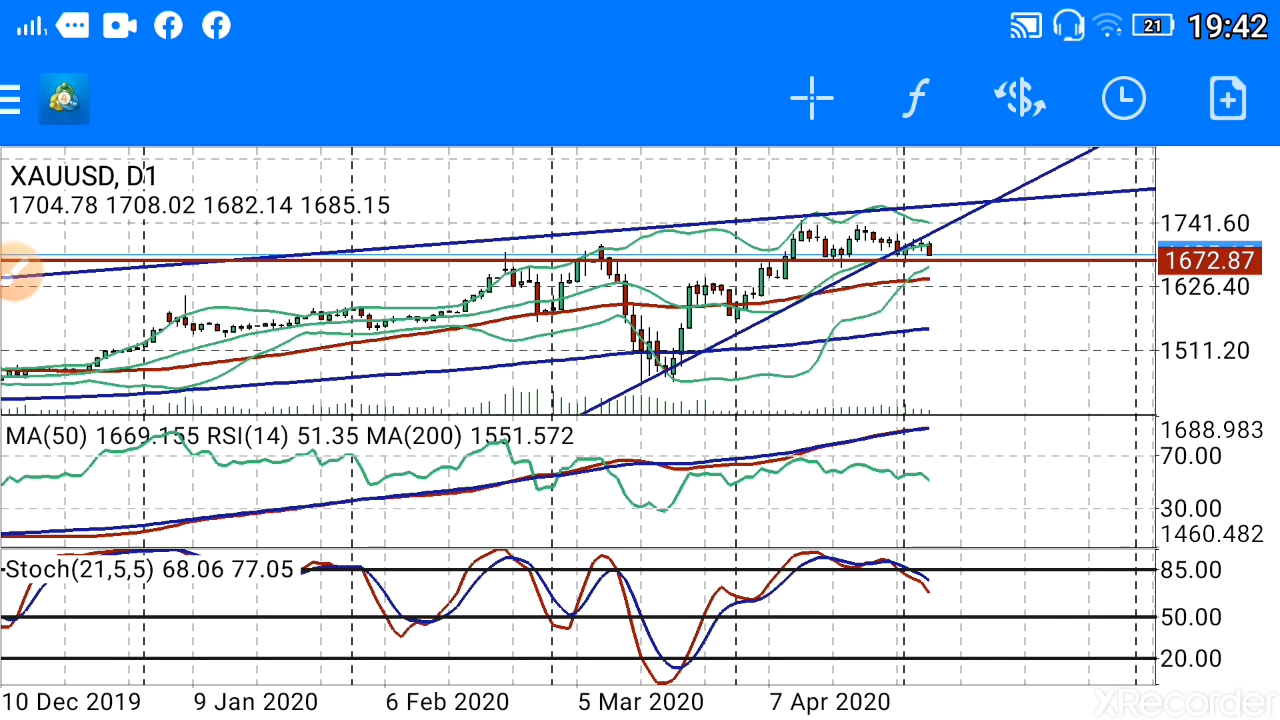 21 19:42
XAUUSD, D1
1704.78 1708.02 1682.14 1685.15
1741.60
1672.87
1626.40
1511.20
MA(50) 1669.155 RSI(14) 51.35 MA(200) 1551.572
1688.983
70.00
30.00
1460.482
Stoch(21,5,5) 68.06 77.05
85.00
50.00
20.00
10 Dec 2019 9 Jan 2020 6 Feb 2020 5 Mar 2020 7 Apr 2020
XRecorder